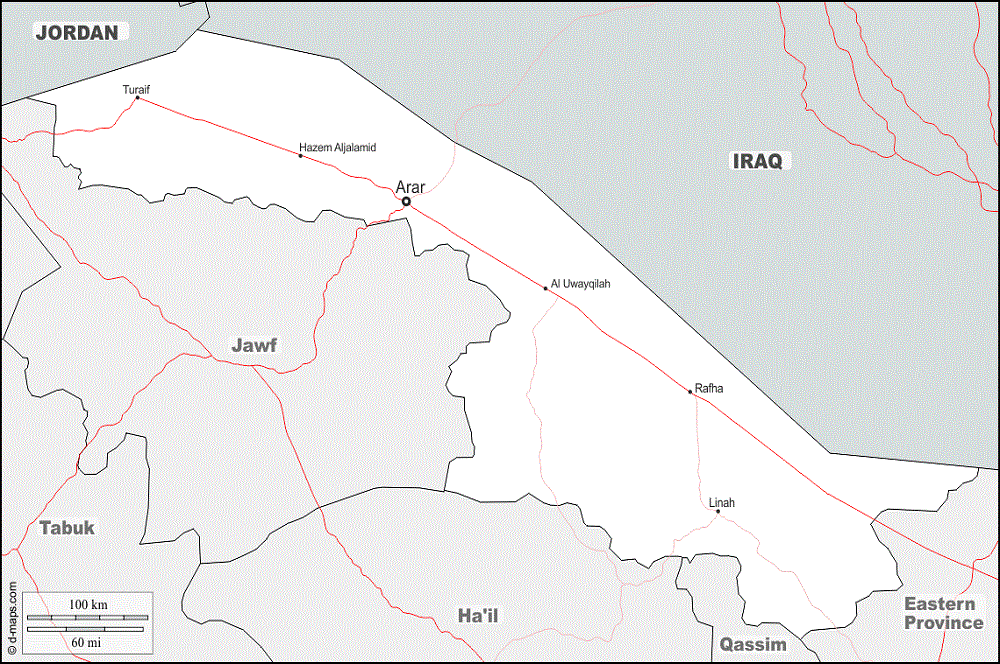 JORDAN
Turaif
Hazem Aljalamid
IRAQ
Arar
Al Uwayqilah
Jawf
Rafha
Linah
Tabuk
100 km
60 mi
© d-maps.com
Ha'il
Eastern
Province
Qassim